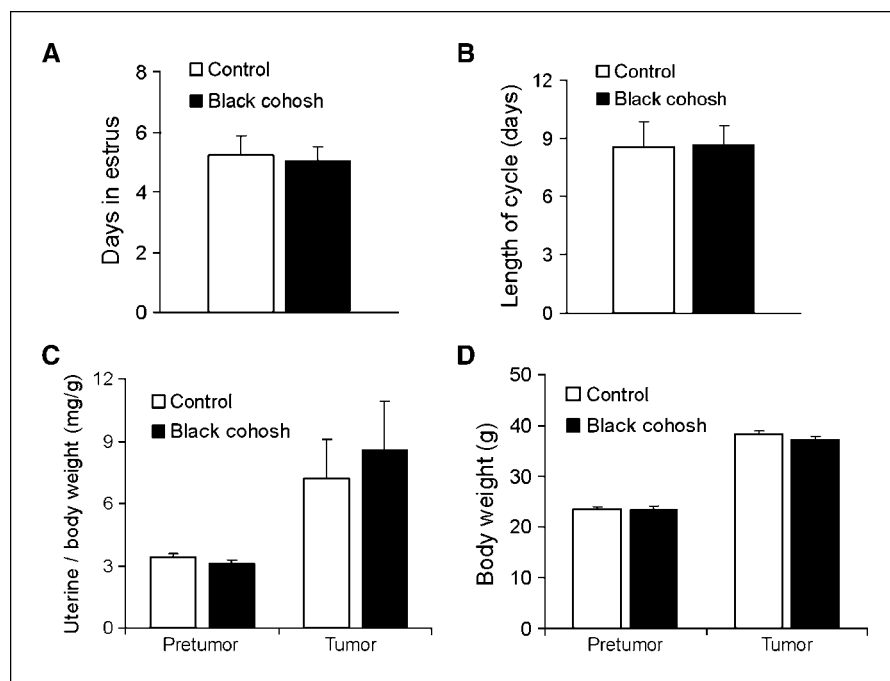 A
Control
Black cohosh
Days in estrus
8
6
4
2
0
B
Control
Black cohosh
Length of cycle (days)
12
9
6
3
0
C
Control
Black cohosh
Uterine / body weight (mg/g)
12
9
6
3
0
Pretumor Tumor
D
Control
Black cohosh
Body weight (g)
50
40
30
20
10
0
Pretumor Tumor